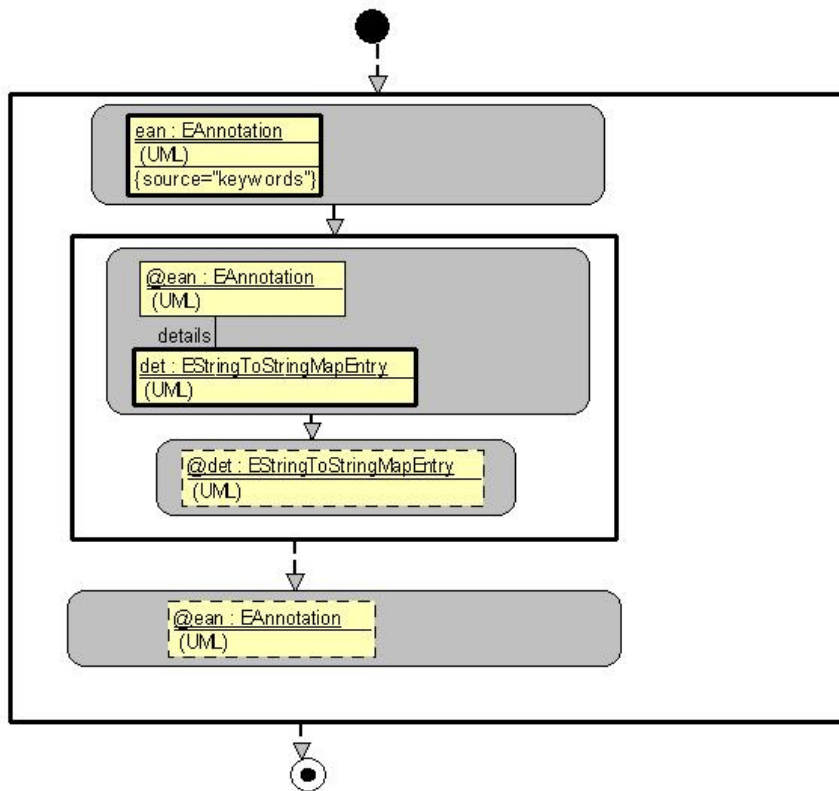 ean : EAnnotation
(UML)
{source="keywords"}
@ean : EAnnotation
(UML)
details
det : EStringToStringMapEntry
(UML)
@det : EStringToStringMapEntry
(UML)
@ean : EAnnotation
(UML)